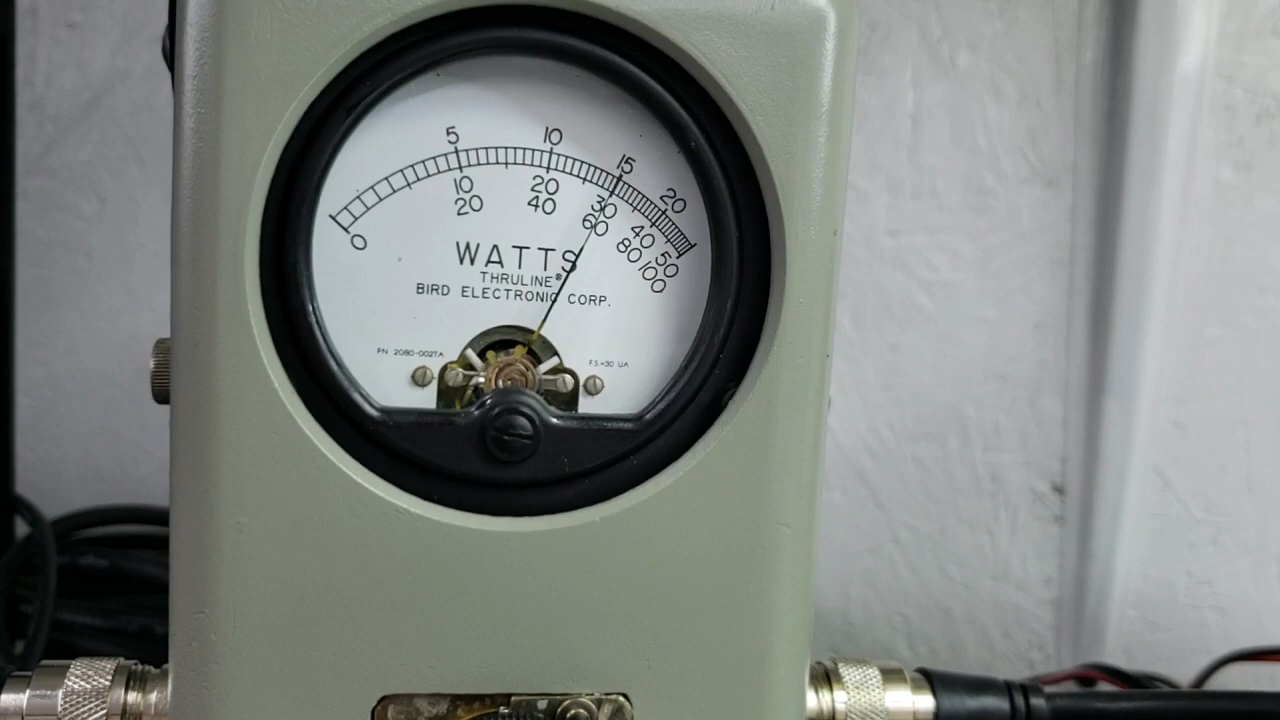 5 10 15 20
0 10 20 30 40 50
20 40 60 80 100
WATTS
THRULINE®
BIRD ELECTRONIC CORP.
PN 2080-002TA
F.S=30 UA